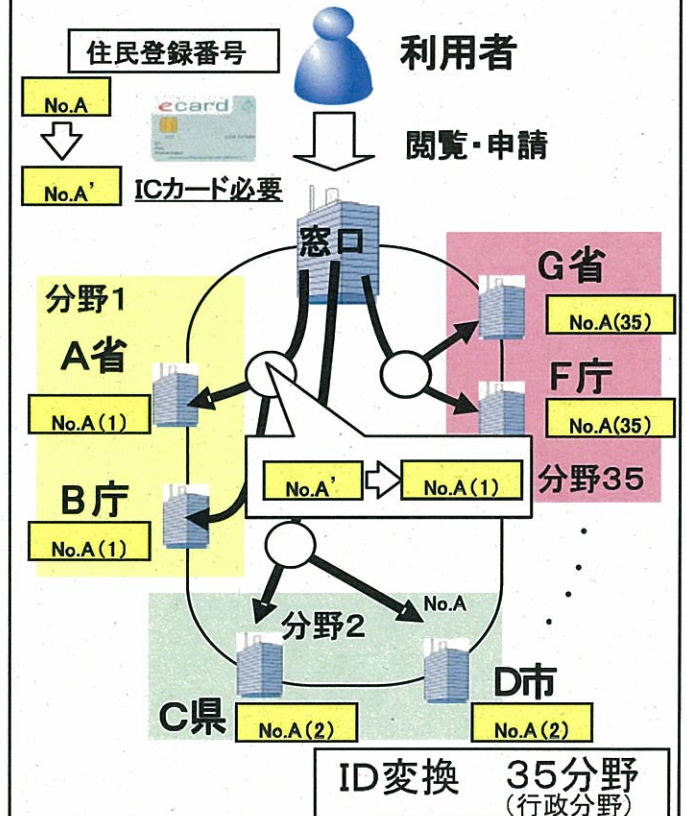 住民登録番号
利用者
No.A
ecard
閲覧・申請
No.A'
ICカード必要
窓口
G省
分野1
No.A(35)
A省
F庁
No.A(1)
No.A(35)
No.A' No.A(1)
分野35
B庁
No.A(1)
No.A
分野2
D市
C県
No.A(2)
No.A(2)
ID変換 35分野
(行政分野)